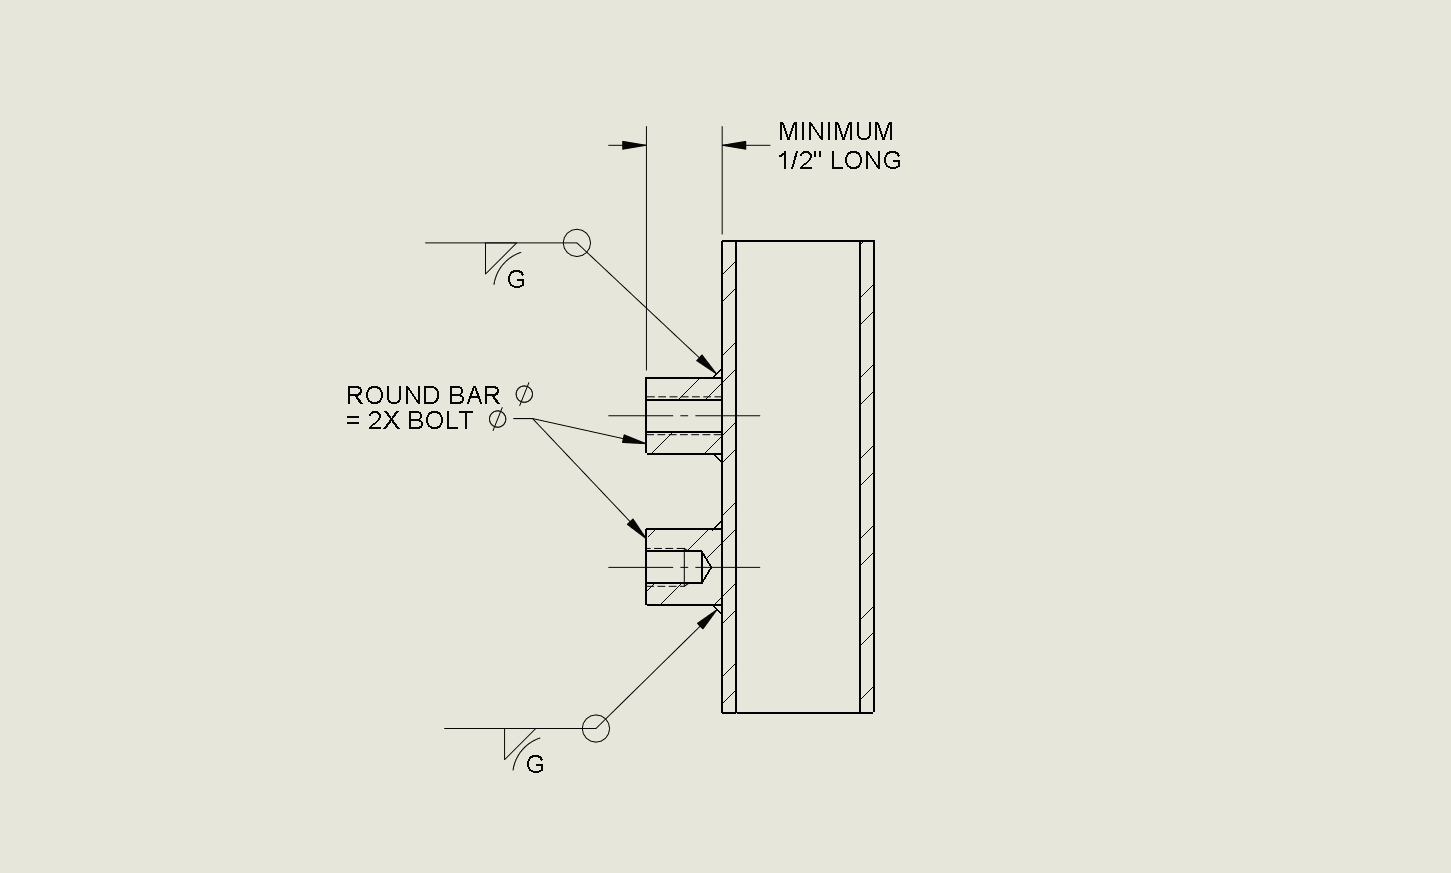 MINIMUM
1/2" LONG
G
ROUND BAR Ø
= 2X BOLT Ø
G